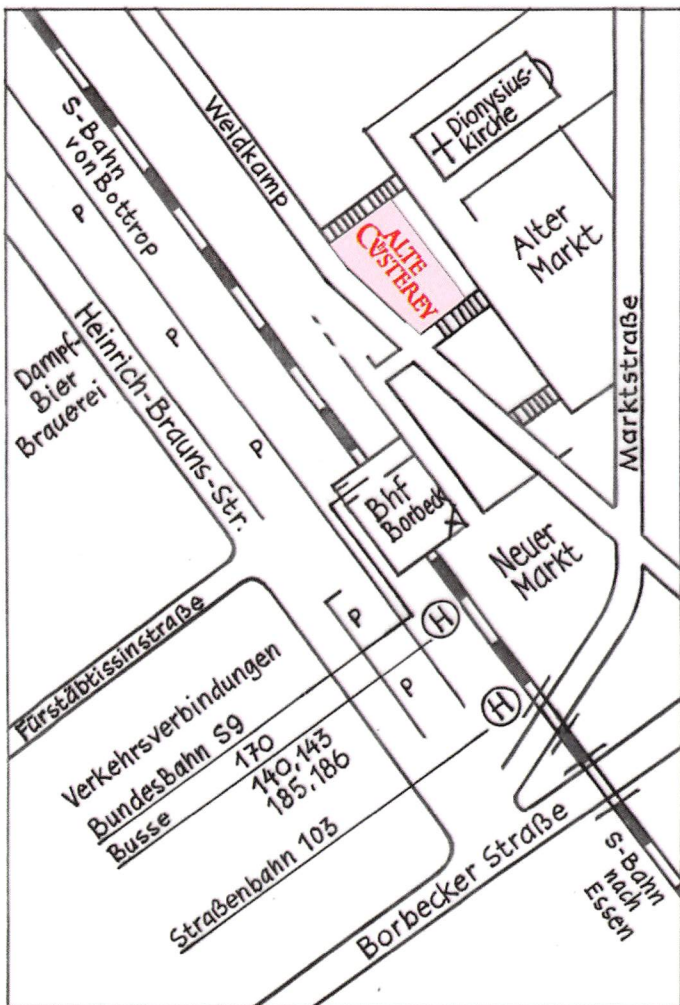 S-Bahn
von Bottrop
Weidkamp
Dionysius-
Kirche
ALTE
CÜSTEREY
Alter
Markt
Marktstraße
P
P
P
Heinrich-Brauns-Str.
Dampf-
Bier
Brauerei
Bhf
Borbeck
Neuer
Markt
Fürstäbtissinstraße
P
P
H
H
Verkehrsverbindungen
BundesBahn S9
Busse 170
140, 143
185, 186
Straßenbahn 103
Borbecker Straße
S-Bahn
nach
Essen